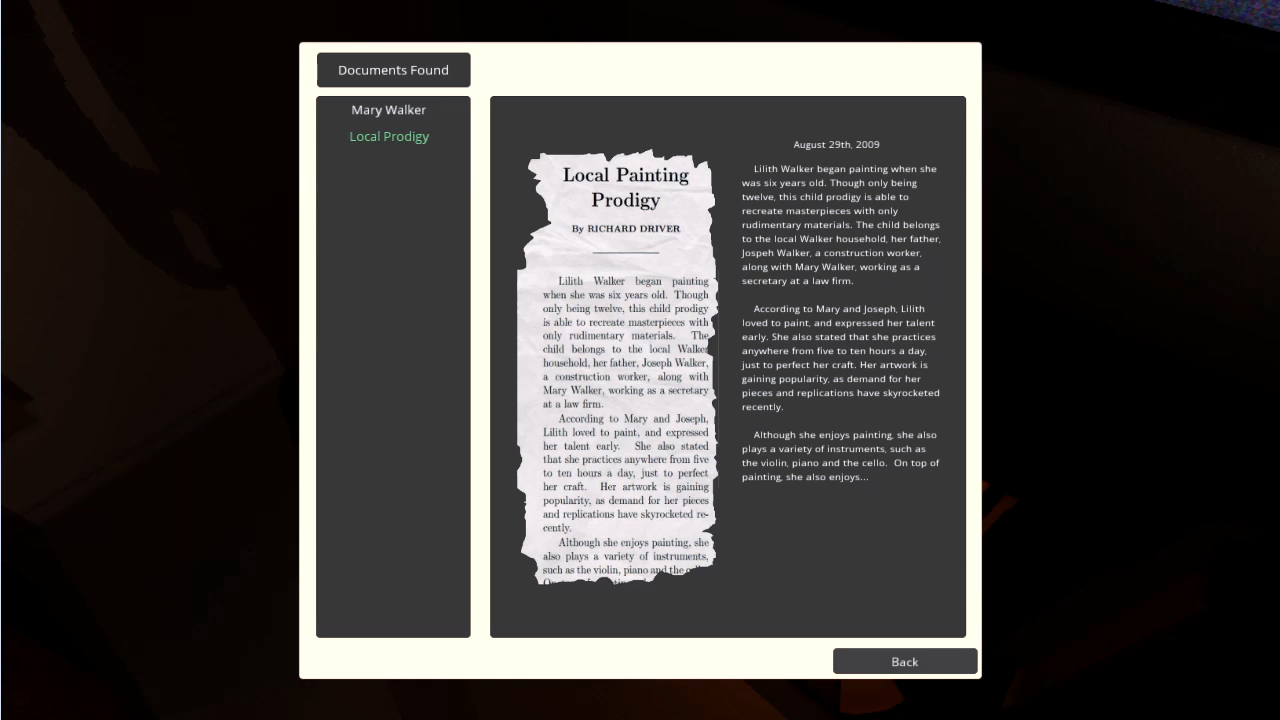 Documents Found
Mary Walker
Local Prodigy
Local Painting
Prodigy
By RICHARD DRIVER
Lilith Walker began painting
when she was six years old. Though
only being twelve, this child prodigy
is able to recreate masterpieces with
only rudimentary materials. The
child belongs to the local Walker
household, her father, Joseph Walker,
a construction worker, along with
Mary Walker, working as a secretary
at a law firm.
According to Mary and Joseph,
Lilith loved to paint, and expressed
her talent early. She also stated
that she practices anywhere from five
to ten hours a day, just to perfect
her craft. Her artwork is gaining
popularity, as demand for her pieces
and replications have skyrocketed re-
cently.
Although she enjoys painting, she
also plays a variety of instruments,
such as the violin, piano and the
August 29th, 2009
Lilith Walker began painting when she
was six years old. Though only being
twelve, this child prodigy is able to
recreate masterpieces with only
rudimentary materials. The child belongs
to the local Walker household, her father,
Jospeh Walker, a construction worker,
along with Mary Walker, working as a
secretary at a law firm.
According to Mary and Joseph, Lilith
loved to paint, and expressed her talent
early. She also stated that she practices
anywhere from five to ten hours a day,
just to perfect her craft. Her artwork is
gaining popularity, as demand for her
pieces and replications have skyrocketed
recently.
Although she enjoys painting, she also
plays a variety of instruments, such as
the violin, piano and the cello. On top of
painting, she also enjoys...
Back